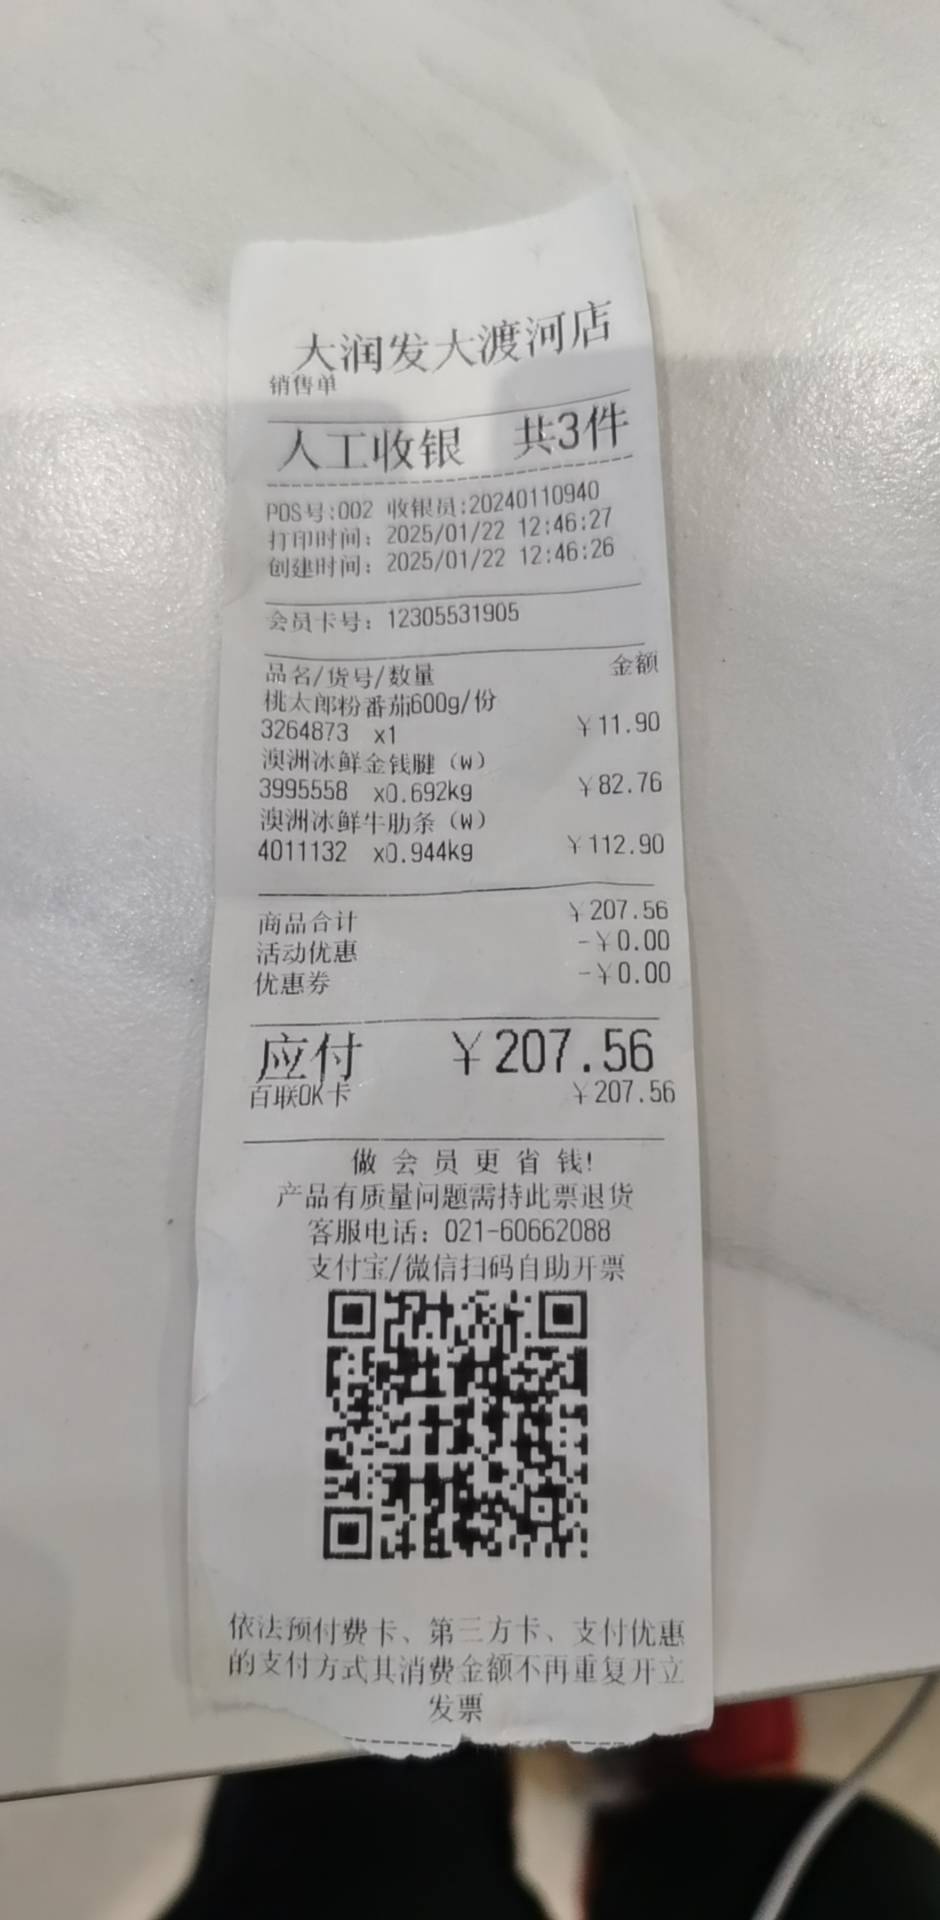 大润发大渡河店
销售单
人工收银 共3件
POS号:002 收银员:20240110940
打印时间: 2025/01/22 12:46:27
创建时间: 2025/01/22 12:46:26
会员卡号: 12305531905
品名/货号/数量 金额
桃太郎粉番茄600g/份
3264873 x1 ￥11.90
澳洲冰鲜金钱腱（W）
3995558 x0.692kg ￥82.76
澳洲冰鲜牛肋条（W）
4011132 x0.944kg ￥112.90
商品合计 ￥207.56
活动优惠 -￥0.00
优惠券 -￥0.00
应付 ￥207.56
百联OK卡 ￥207.56
做会员更省钱!
产品有质量问题需持此票退货
客服电话: 021-60662088
支付宝/微信扫码自助开票
依法预付费卡、第三方卡、支付优惠
的支付方式其消费金额不再重复开立
发票